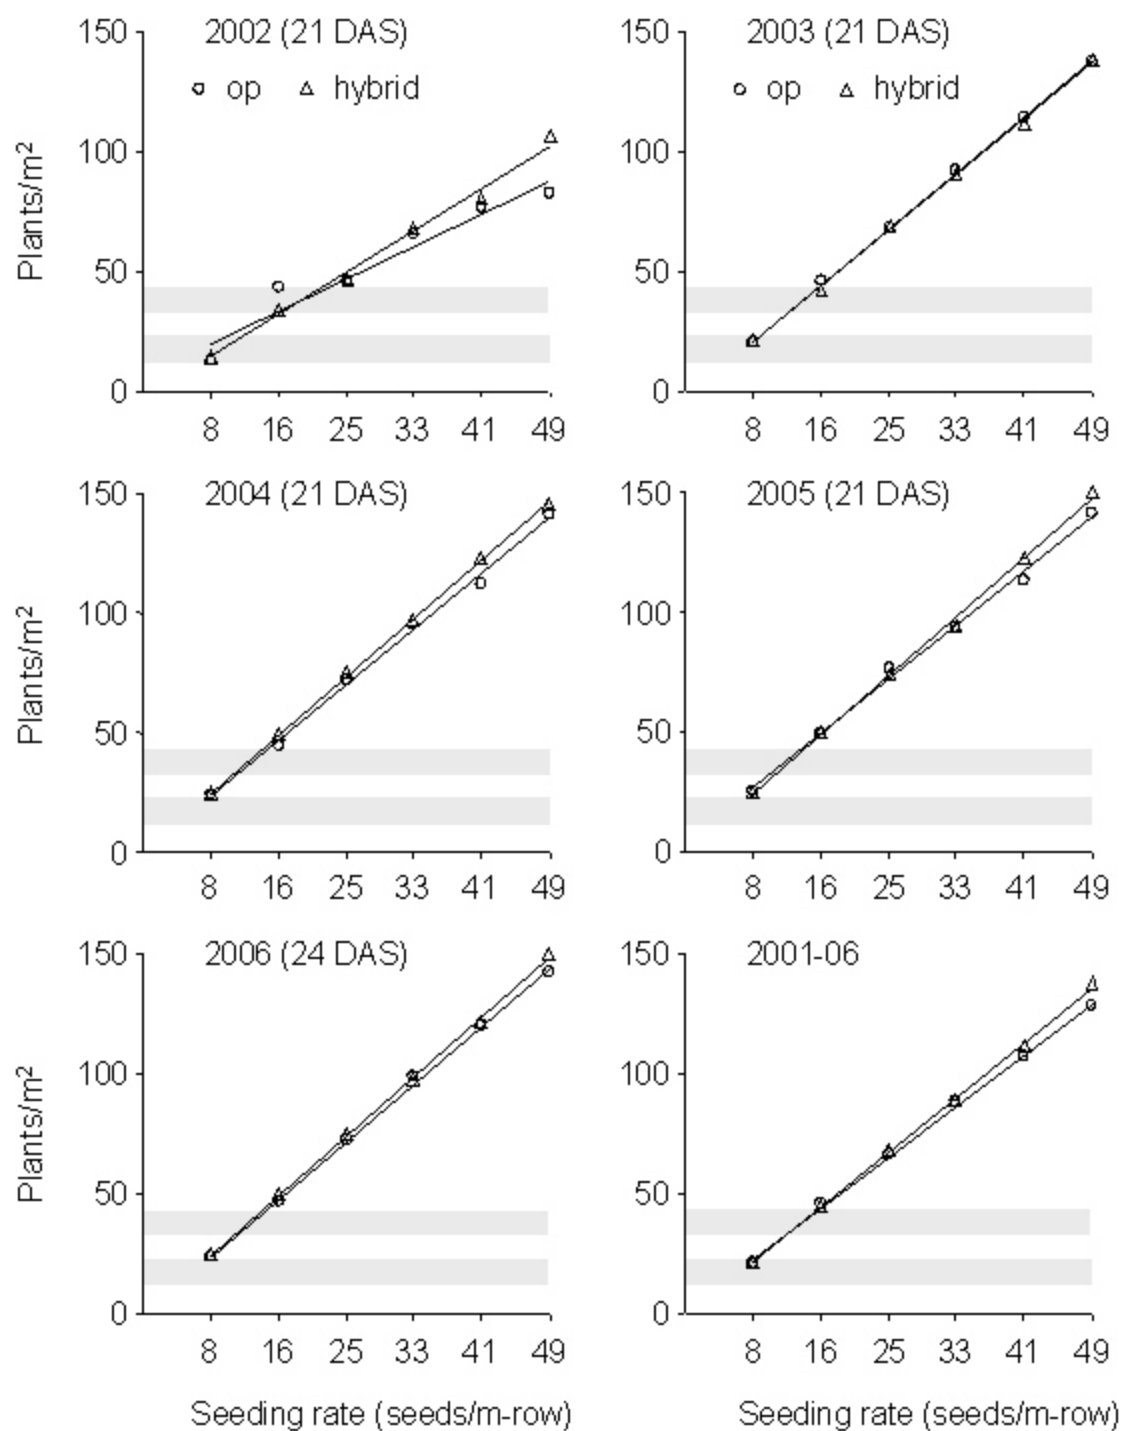 2002 (21 DAS)
op hybrid
Plants/m²
150
100
50
0
8 16 25 33 41 49
2003 (21 DAS)
op hybrid
150
100
50
0
8 16 25 33 41 49
2004 (21 DAS)
Plants/m²
150
100
50
0
8 16 25 33 41 49
2005 (21 DAS)
150
100
50
0
8 16 25 33 41 49
2006 (24 DAS)
Plants/m²
150
100
50
0
8 16 25 33 41 49
Seeding rate (seeds/m-row)
2001-06
150
100
50
0
8 16 25 33 41 49
Seeding rate (seeds/m-row)